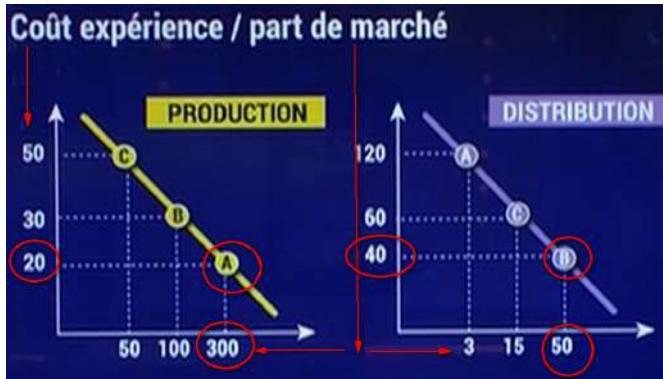 Coût expérience / part de marché
PRODUCTION
50
C
30
B
20
A
50 100 300
DISTRIBUTION
120
A
60
C
40
B
3 15 50